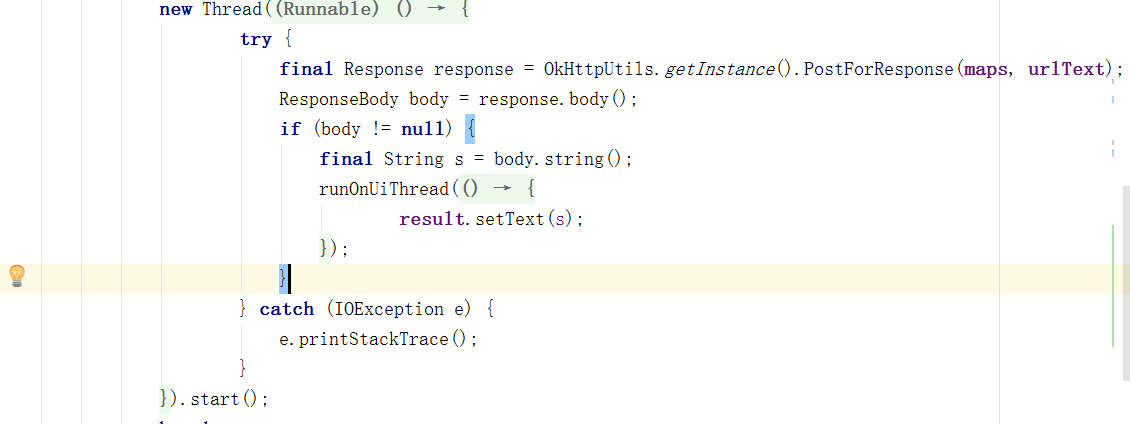 new Thread((Runnable) () → {
try {
final Response response = OkHttpUtils.getInstance().PostForResponse(maps, urlText);
ResponseBody body = response.body();
if (body != null) {
final String s = body.string();
runOnUiThread(() → {
result.setText(s);
});
}
} catch (IOException e) {
e.printStackTrace();
}
}).start();